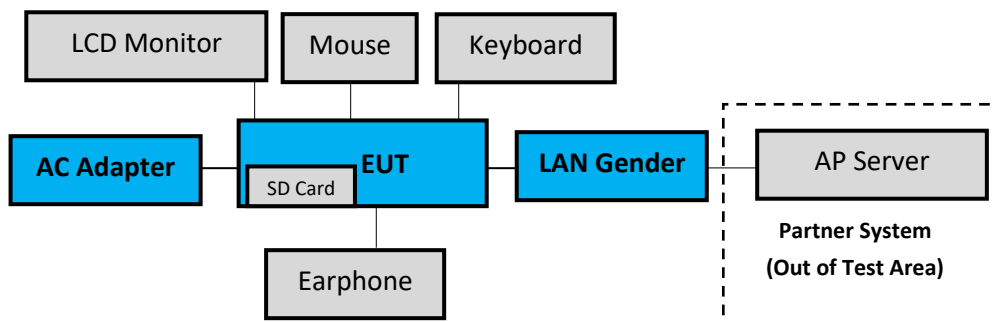 LCD Monitor
Mouse
Keyboard
AC Adapter
EUT
SD Card
LAN Gender
AP Server
Partner System
(Out of Test Area)
Earphone